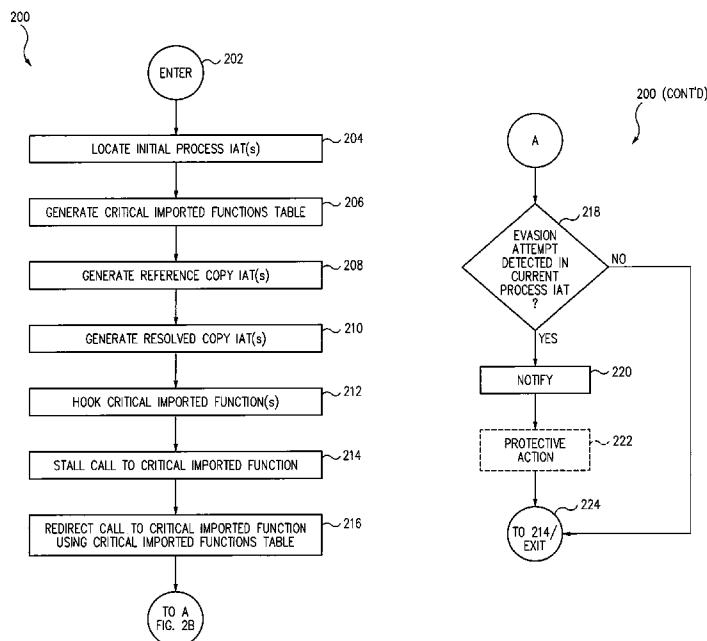 200
ENTER
202
LOCATE INITIAL PROCESS IAT(s)
204
GENERATE CRITICAL IMPORTED FUNCTIONS TABLE
206
GENERATE REFERENCE COPY IAT(s)
208
GENERATE RESOLVED COPY IAT(s)
210
HOOK CRITICAL IMPORTED FUNCTION(s)
212
STALL CALL TO CRITICAL IMPORTED FUNCTION
214
REDIRECT CALL TO CRITICAL IMPORTED FUNCTION
USING CRITICAL IMPORTED FUNCTIONS TABLE
216
TO A
FIG. 2B
200 (CONT'D)
A
218
EVASION
ATTEMPT
DETECTED IN
CURRENT
PROCESS IAT
?
NO
YES
NOTIFY
220
PROTECTIVE
ACTION
222
224
TO 214/
EXIT